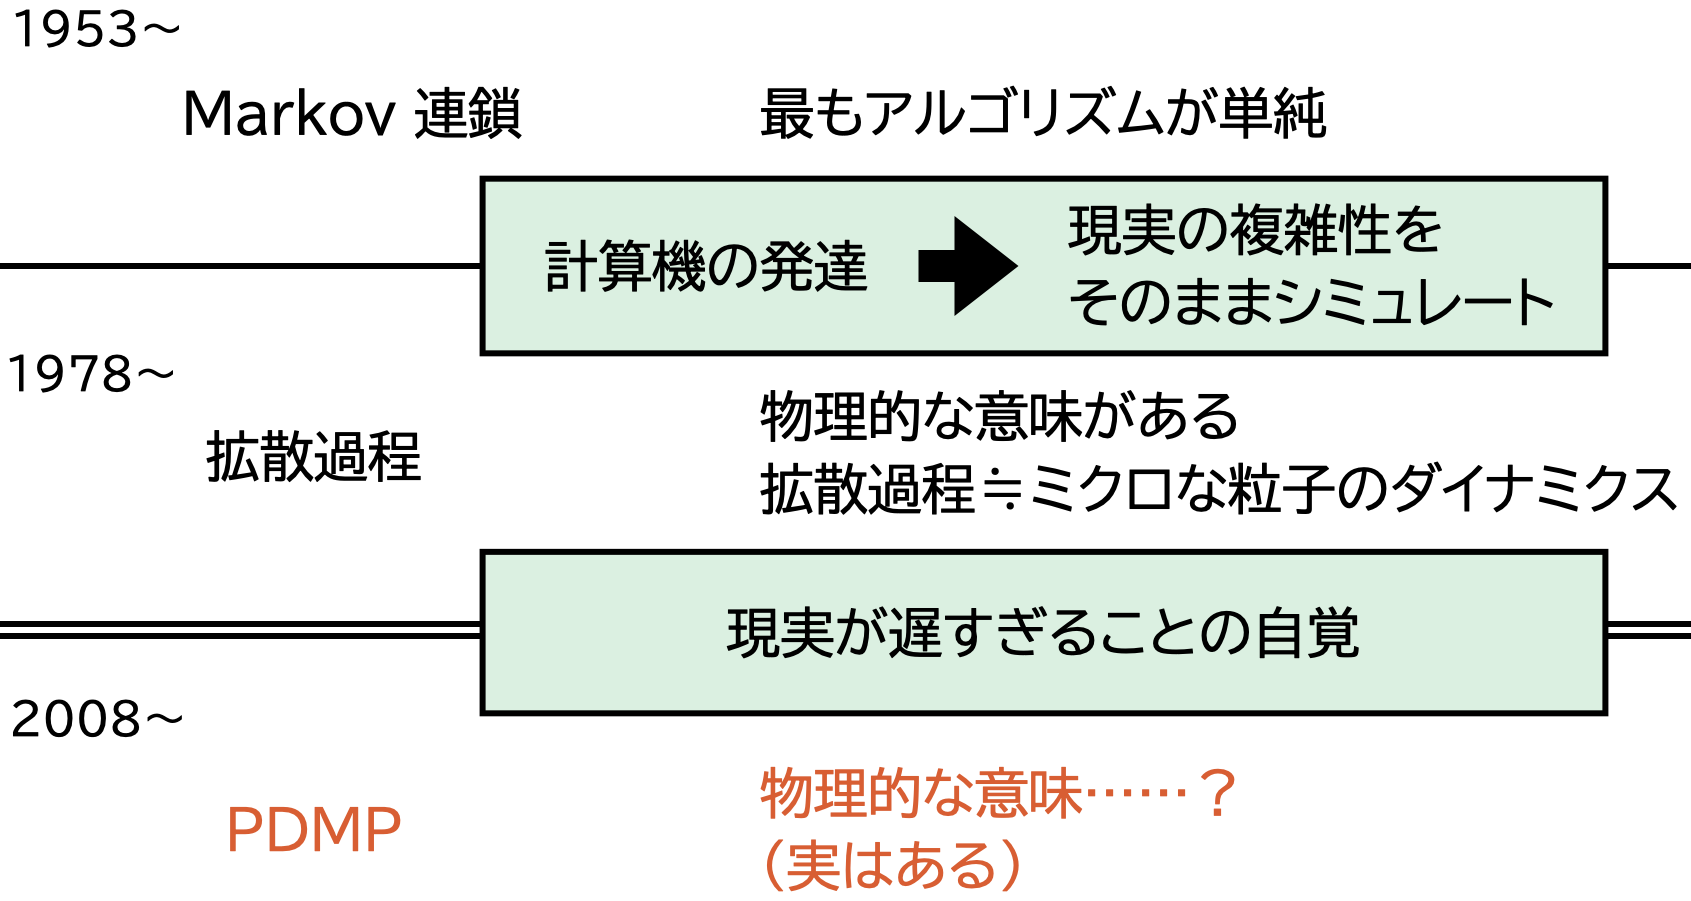 1953～
Markov 連鎖
最もアルゴリズムが単純
計算機の発達
現実の複雑性を
そのままシミュレート
1978～
拡散過程
物理的な意味がある
拡散過程≒ミクロな粒子のダイナミクス
現実が遅すぎることの自覚
2008～
PDMP
物理的な意味……？
（実はある）